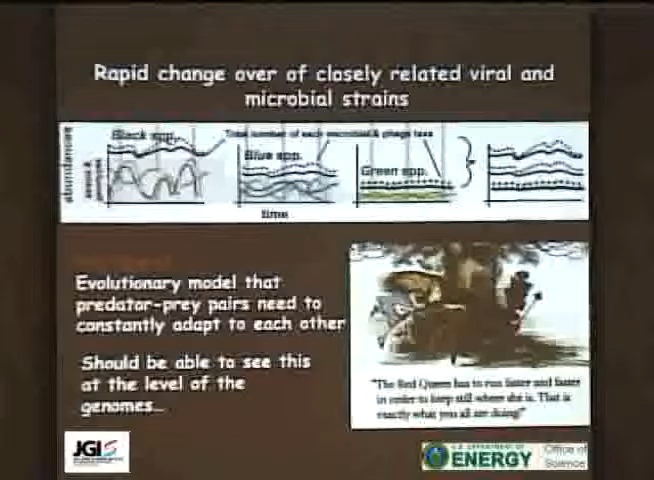 Rapid change over of closely related viral and
microbial strains
abundances
Black spp.
Total number of each microbial & phage taxa
Blue spp.
Green spp.
time
Evolutionary model that
predator-prey pairs need to
constantly adapt to each other
Should be able to see this
at the level of the
genomes...
"The Red Queen has to run faster and faster
in order to keep still where she is. That is
exactly what you all are doing!"
JGI
U.S. DEPARTMENT OF
ENERGY
Office of
Science